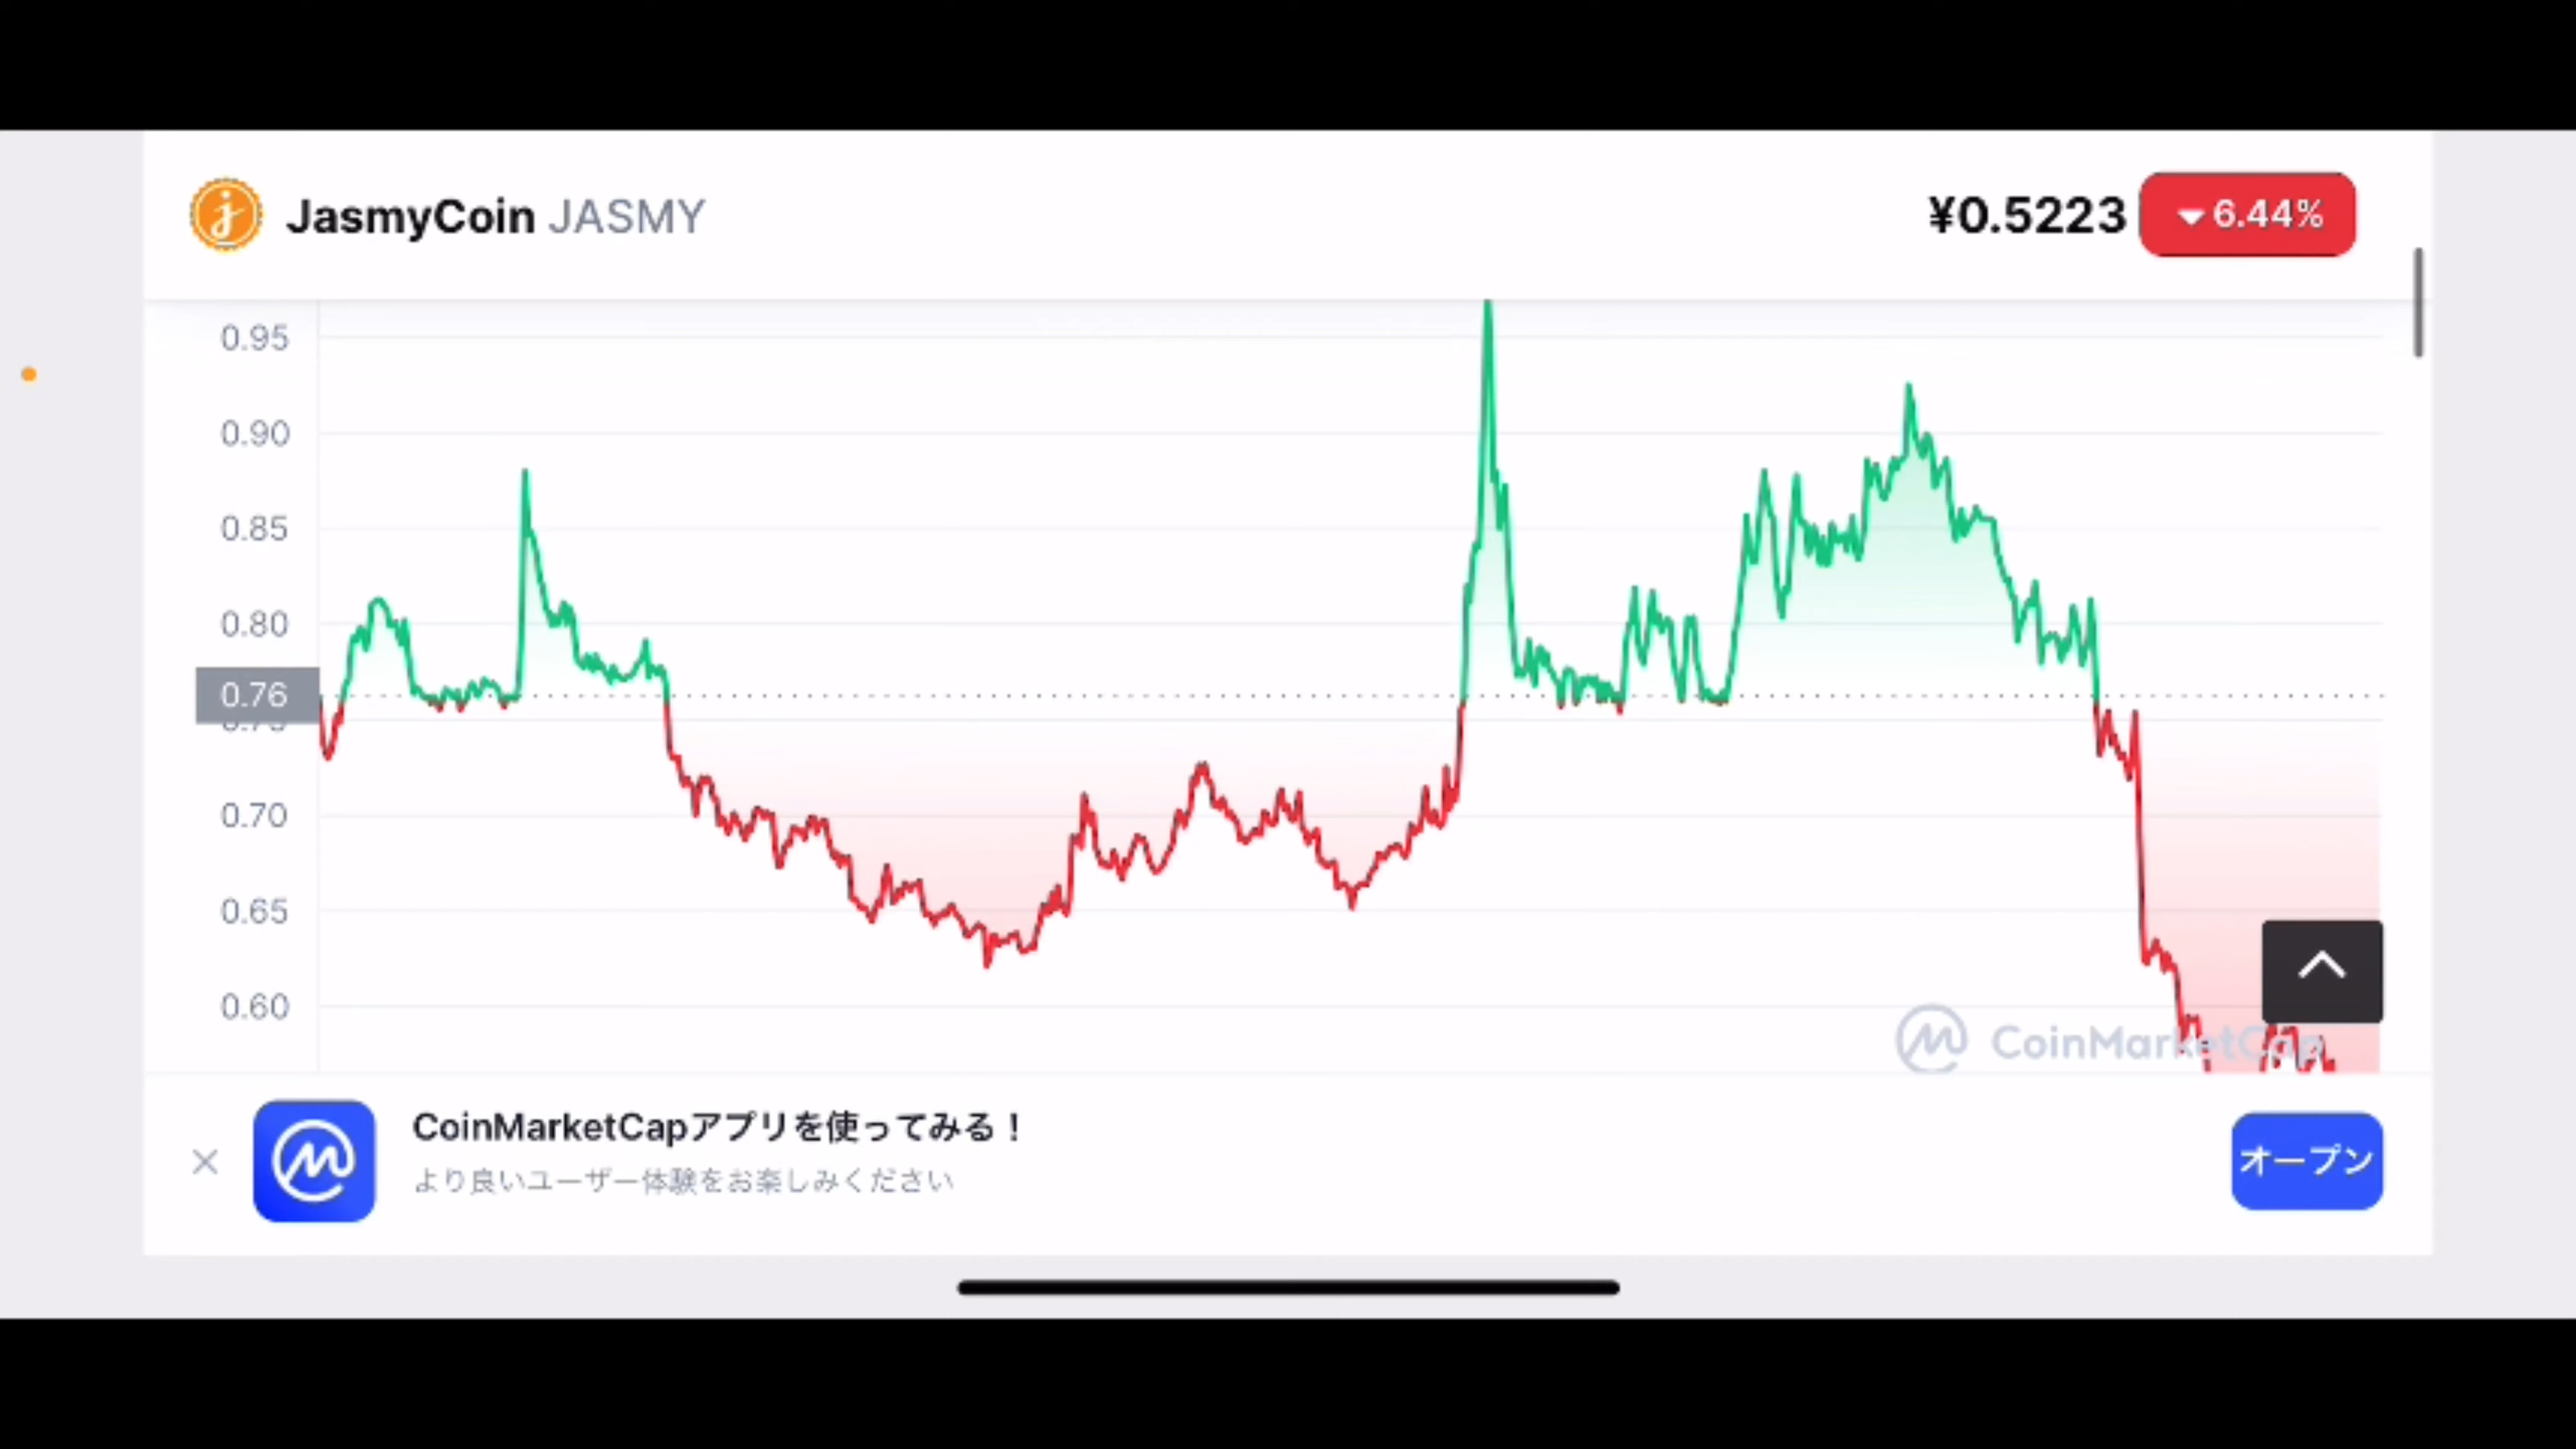 JasmyCoin JASMY
¥0.5223 ▼6.44%
0.95
0.90
0.85
0.80
0.76
0.75
0.70
0.65
0.60
CoinMarketCap
CoinMarketCapアプリを使ってみる！
より良いユーザー体験をお楽しみください
オープン